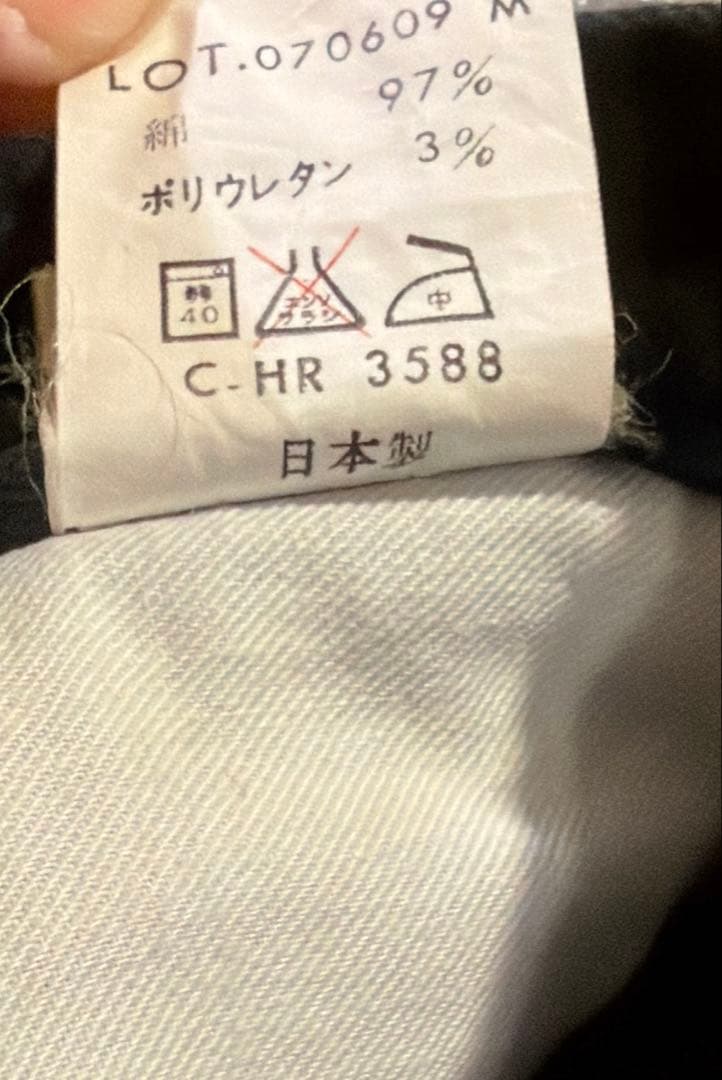 LOT.070609 M
97%
綿
3%
ポリウレタン
40
エンソ
サラシ
中
C-HR 3588
日本製